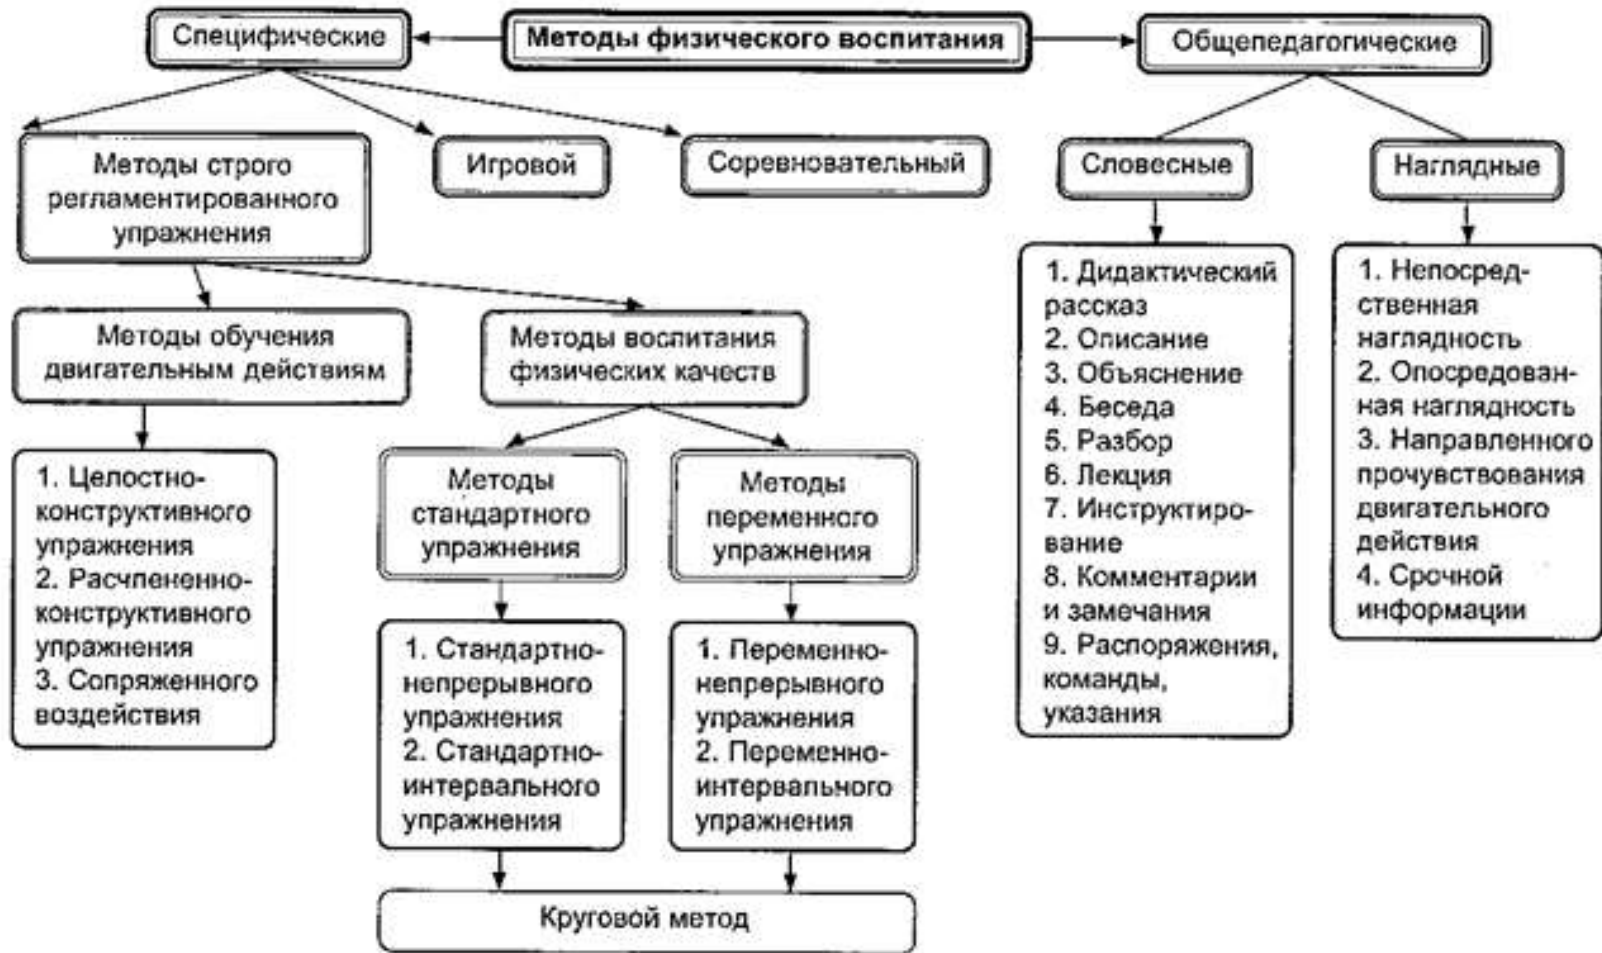 Специфические
Методы физического воспитания
Общепедагогические
Методы строго
регламентированного
упражнения
Игровой
Соревновательный
Словесные
Наглядные
Методы обучения
двигательным действиям
Методы воспитания
физических качеств
1. Целостно-
конструктивного
упражнения
2. Расчпененно-
конструктивного
упражнения
3. Сопряженного
воздействия
Методы
стандартного
упражнения
Методы
переменного
упражнения
1. Стандартно-
непрерывного
упражнения
2. Стандартно-
интервального
упражнения
1. Переменно-
непрерывного
упражнения
2. Переменно-
интервального
упражнения
Круговой метод
1. Дидактический
рассказ
2. Описание
3. Объяснение
4. Беседа
5. Разбор
6. Лекция
7. Инструктиро-
вание
8. Комментарии
и замечания
9. Распоряжения,
команды,
указания
1. Непосред-
ственная
наглядность
2. Опосредован-
ная наглядность
3. Направленного
прочувствования
двигательного
действия
4. Срочной
информации